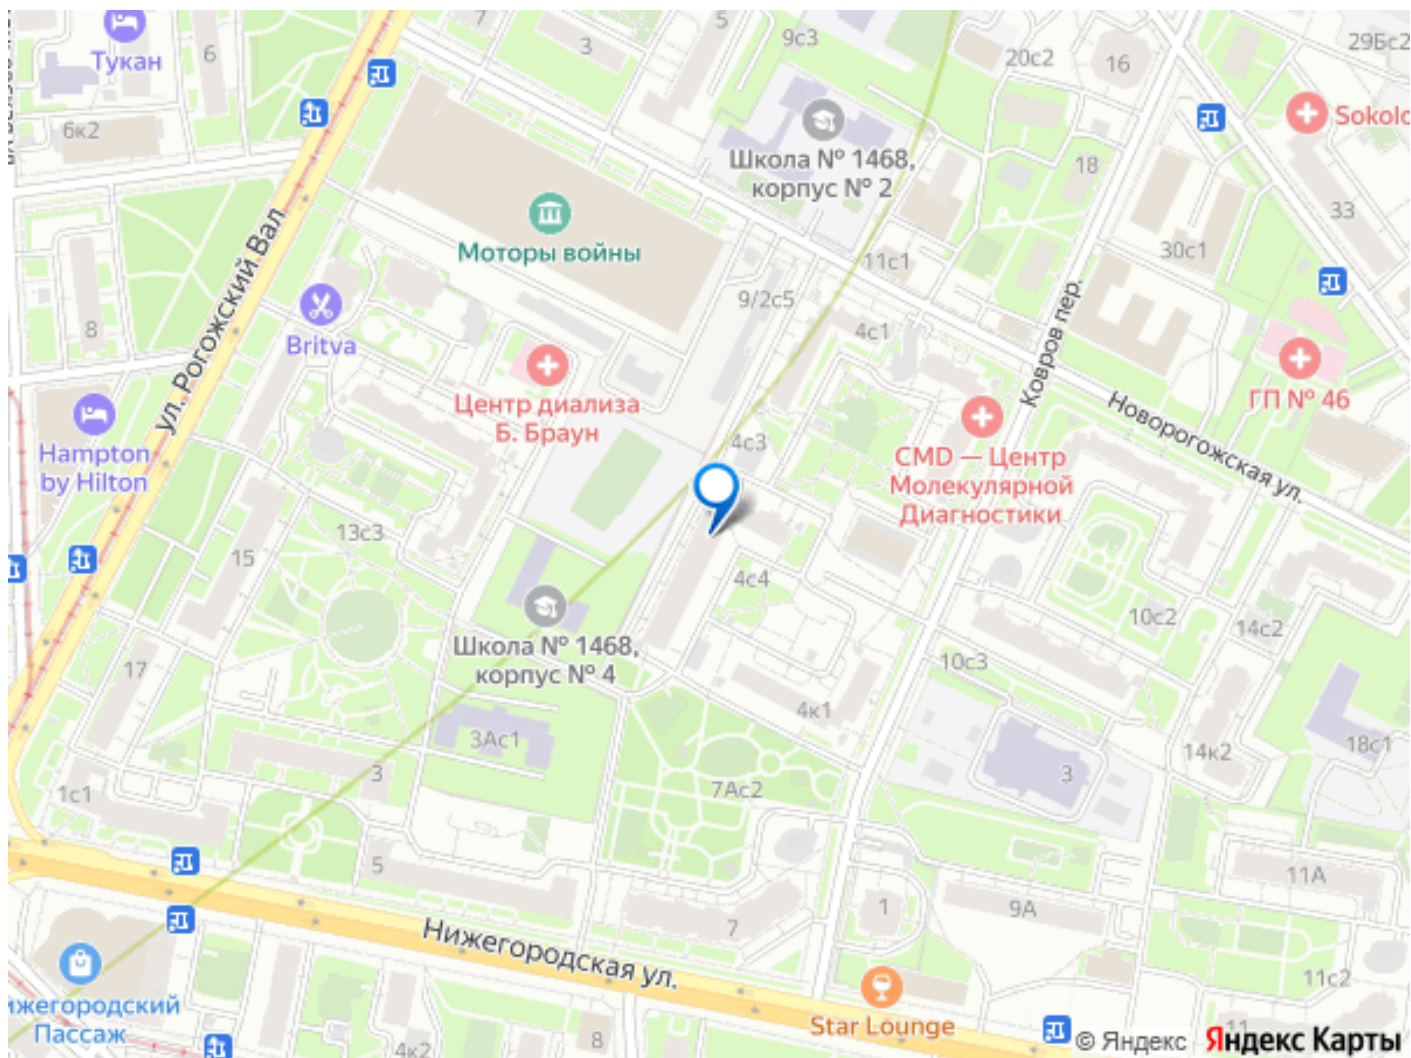 Тукан
6
7
3
5
9с3
20с2
16
29Бс2
6к2
Sokolo
Школа № 1468,
корпус № 2
18
33
Моторы войны
ул. Рогожский Вал
11с1
30с1
9/2с5
8
Britva
4с1
Ковров пер.
Центр диализа
Б. Браун
ГП № 46
Новорогожская ул.
Hampton
by Hilton
4с3
CMD — Центр
Молекулярной
Диагностики
13с3
15
4с4
10с2
14с2
Школа № 1468,
корпус № 4
17
10с3
4к1
3Ас1
14к2
18с1
3
3
7Ас2
1с1
5
11А
1
9А
7
Нижегородская ул.
11с2
ижегородский
Пассаж
Star Lounge
8
4к2
11
© Яндекс Яндекс Карты